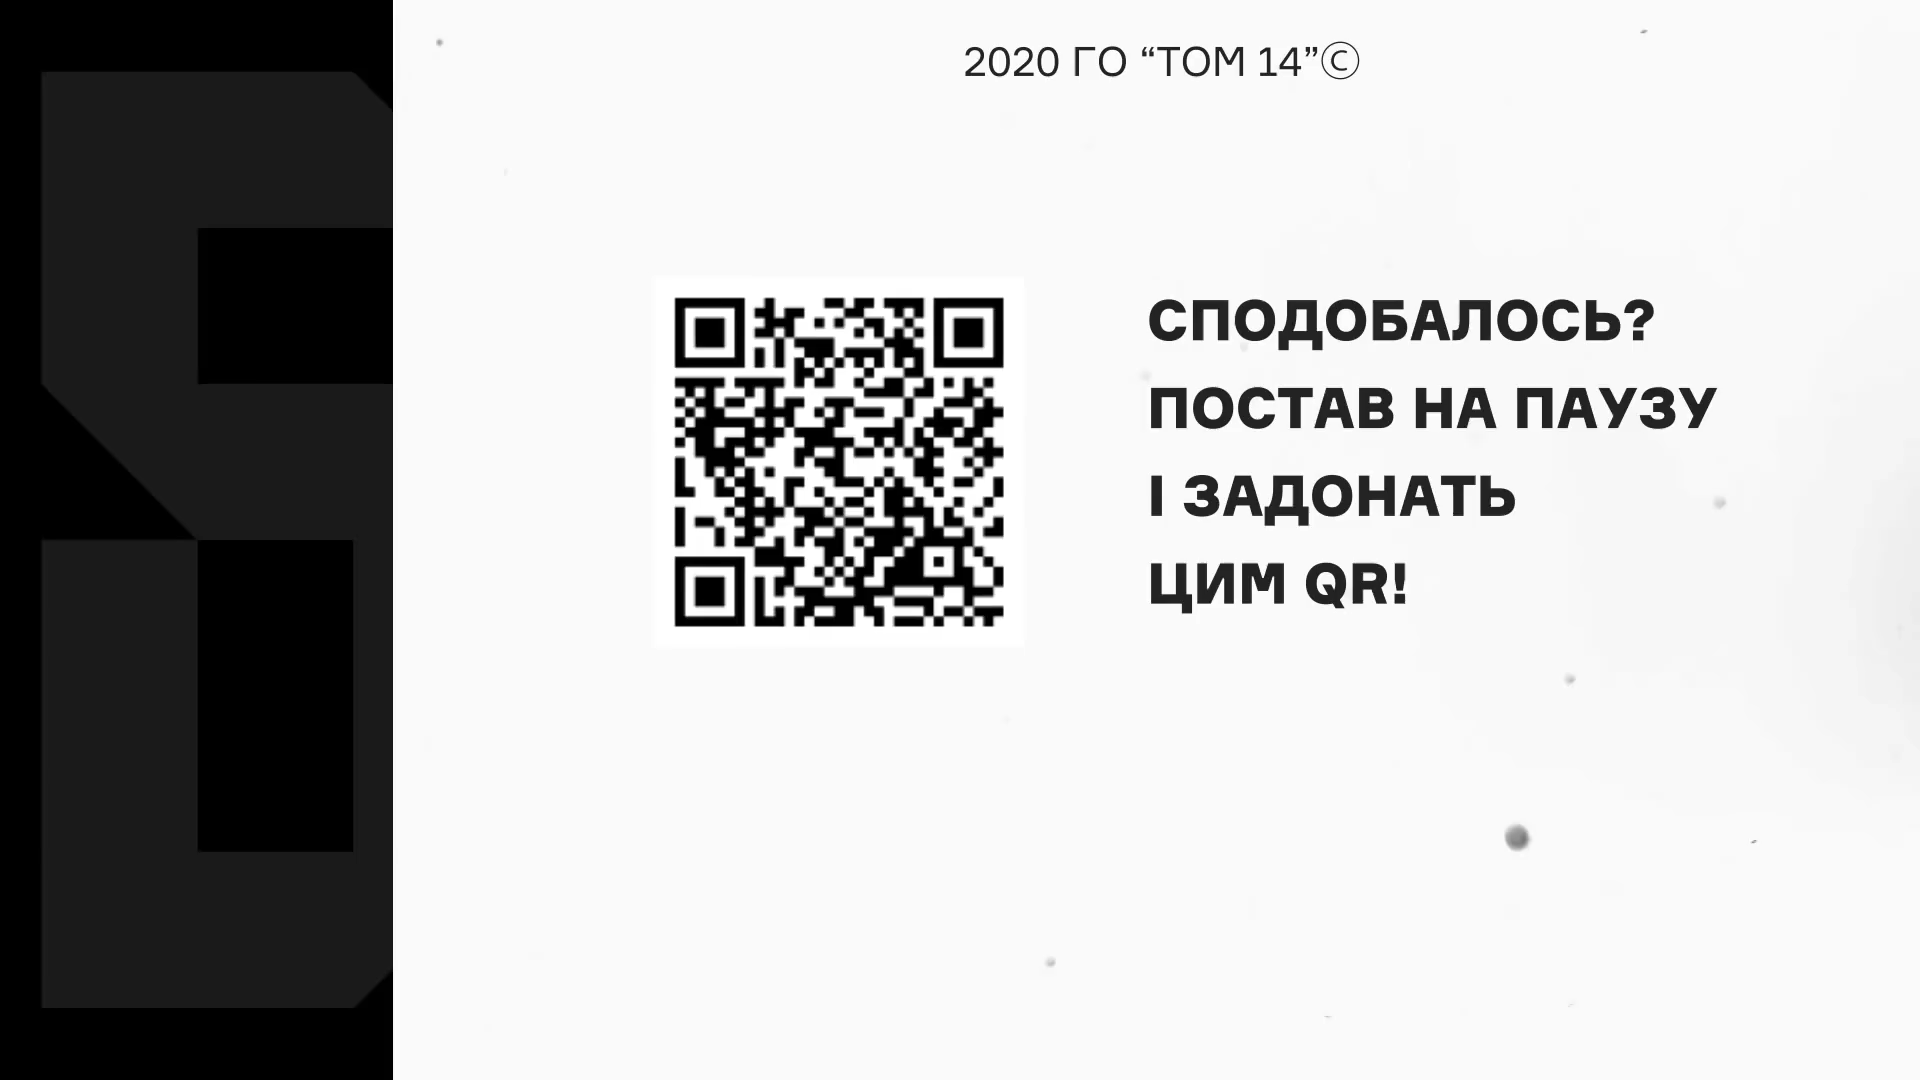 2020 ГО “ТОМ 14”©
СПОДОБАЛОСЬ?
ПОСТАВ НА ПАУЗУ
І ЗАДОНАТЬ
ЦИМ QR!